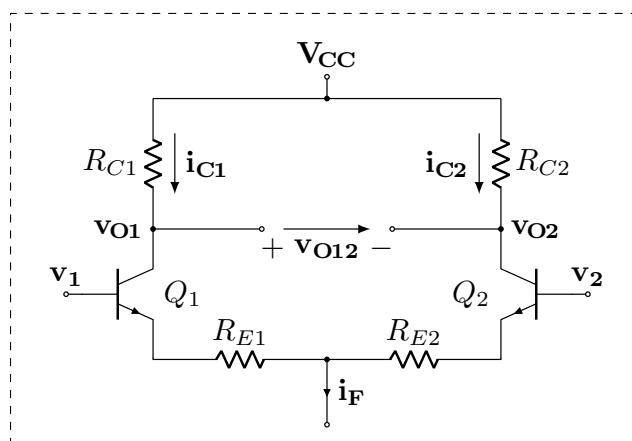 V_CC
R_C1 i_C1 i_C2 R_C2
v_O1 + v_O12 − v_O2
v_1 Q_1 Q_2 v_2
R_E1 R_E2
i_F